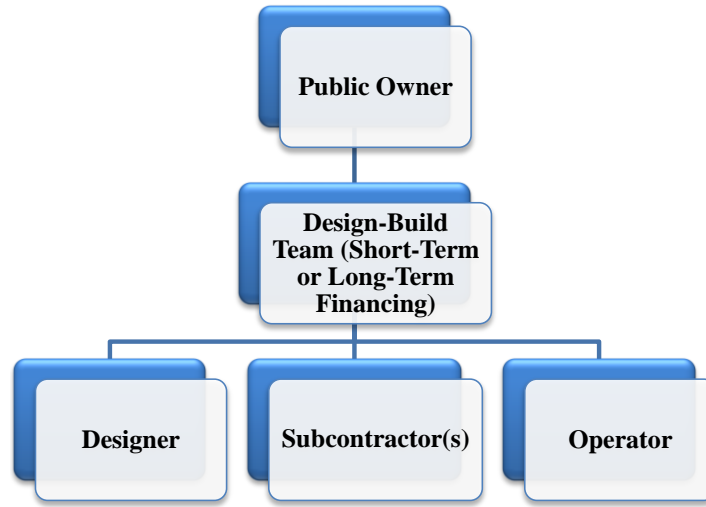 Public Owner
Design-Build
Team (Short-Term
or Long-Term
Financing)
Designer
Subcontractor(s)
Operator